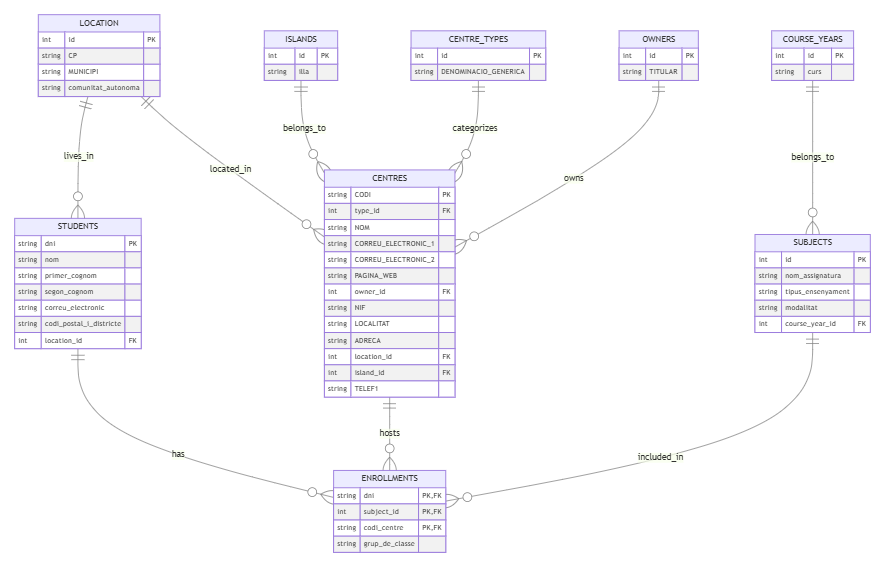 LOCATION
int id PK
string CP
string MUNICIPI
string comunitat_autonoma
ISLANDS
int id PK
string illa
CENTRE_TYPES
int id PK
string DENOMINACIO_GENERICA
OWNERS
int id PK
string TITULAR
COURSE_YEARS
int id PK
string curs
lives_in
located_in
belongs_to
categorizes
owns
belongs_to
STUDENTS
string dni PK
string nom
string primer_cognom
string segon_cognom
string correu_electronic
string codi_postal_i_districte
int location_id FK
CENTRES
string CODI PK
int type_id FK
string NOM
string CORREU_ELECTRONIC_1
string CORREU_ELECTRONIC_2
string PAGINA_WEB
int owner_id FK
string NIF
string LOCALITAT
string ADRECA
int location_id FK
int island_id FK
string TELEF1
SUBJECTS
int id PK
string nom_assignatura
string tipus_ensenyament
string modalitat
int course_year_id FK
has
hosts
included_in
ENROLLMENTS
string dni PK,FK
int subject_id PK,FK
string codi_centre PK,FK
string grup_de_classe